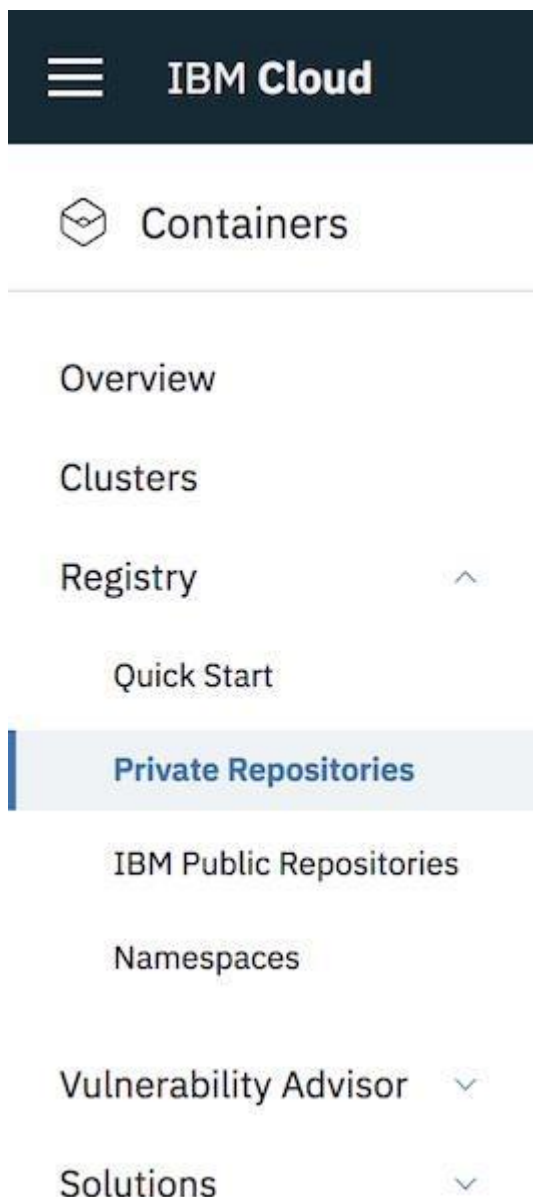 IBM Cloud
Containers
Overview
Clusters
Registry
Quick Start
Private Repositories
IBM Public Repositories
Namespaces
Vulnerability Advisor
Solutions